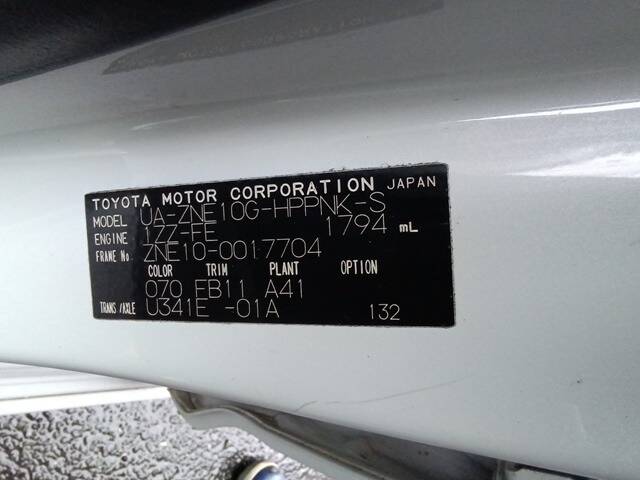 TOYOTA MOTOR CORPORATION JAPAN
MODEL UA-ZNE10G-HPPNK-S
ENGINE 1ZZ-FE 1794 mL
FRAME No. ZNE10-0017704
COLOR TRIM PLANT OPTION
070 FB11 A41
TRANS/AXLE U341E -01A 132